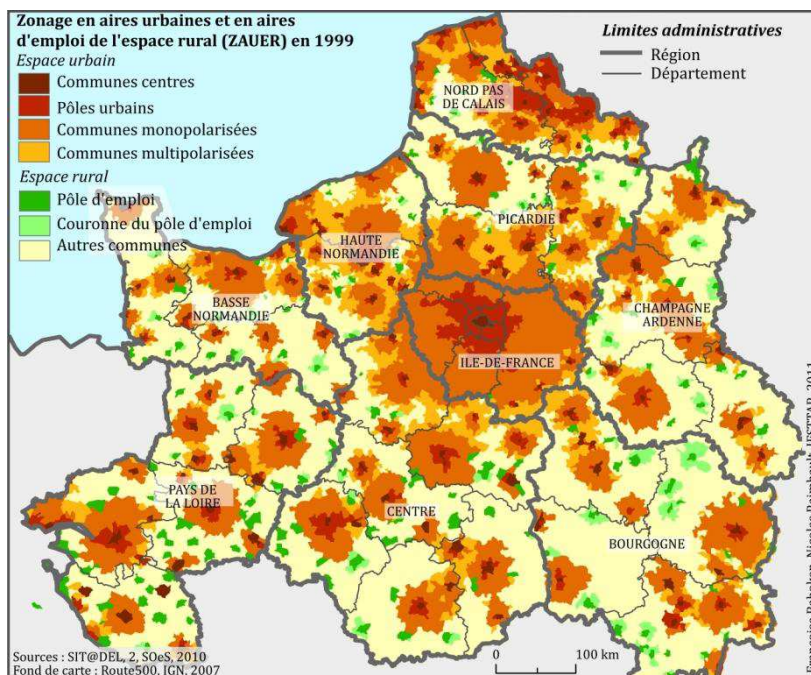 Zonage en aires urbaines et en aires
d'emploi de l'espace rural (ZAUER) en 1999
Espace urbain
Communes centres
Pôles urbains
Communes monopolarisées
Communes multipolarisées
Espace rural
Pôle d'emploi
Couronne du pôle d'emploi
Autres communes
Limites administratives
Région
Département
NORD PAS
DE CALAIS
PICARDIE
HAUTE
NORMANDIE
BASSE
NORMANDIE
CHAMPAGNE
ARDENNE
ILE-DE-FRANCE
PAYS DE
LA LOIRE
CENTRE
BOURGOGNE
Sources : SIT@DEL, 2, SOeS, 2010
Fond de carte : Route500, IGN, 2007
0 100 km
2011